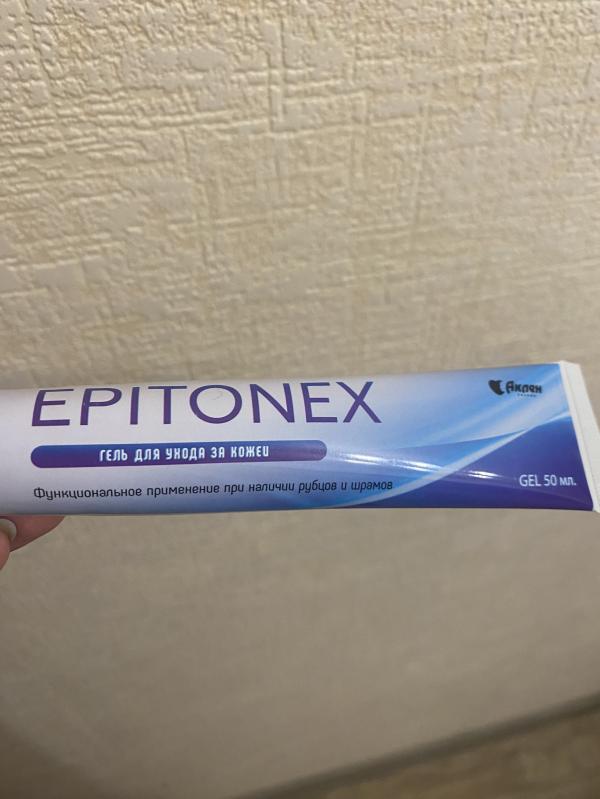 EPITONEX
Аклен
ГЕЛЬ ДЛЯ УХОДА ЗА КОЖЕЙ
Функциональное применение при наличии рубцов и шрамов
GEL 50 мл.